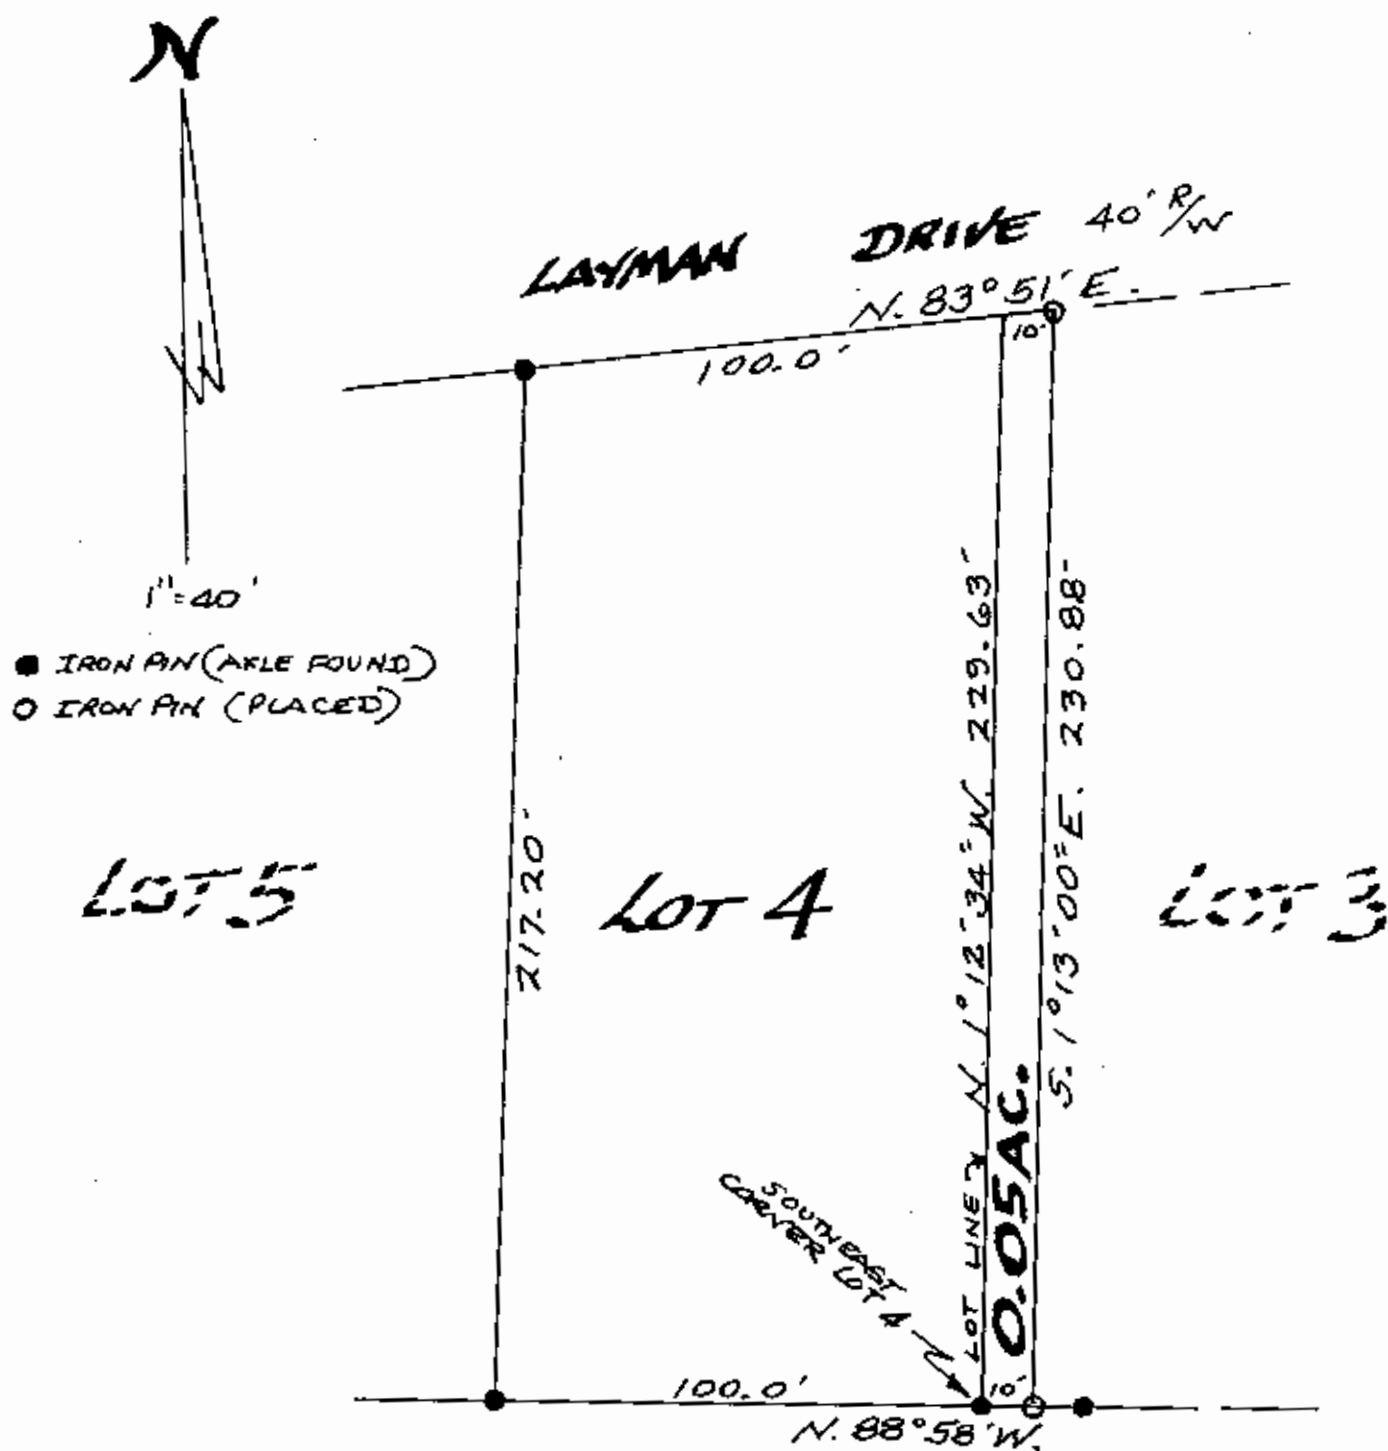 N
LAYMAN DRIVE 40' R/W
N. 83° 51' E.
10'
100.0'
1"=40'
● IRON PIN (AXLE FOUND)
○ IRON PIN (PLACED)
217.20'
LOT 5
LOT 4
LOT 3
LOT LINE N. 1° 12' 34" W. 229.63'
S. 1° 13' 00" E. 230.88'
0.05 AC.
SOUTHEAST
CORNER LOT 4
100.0'
10'
N. 88° 58' W.